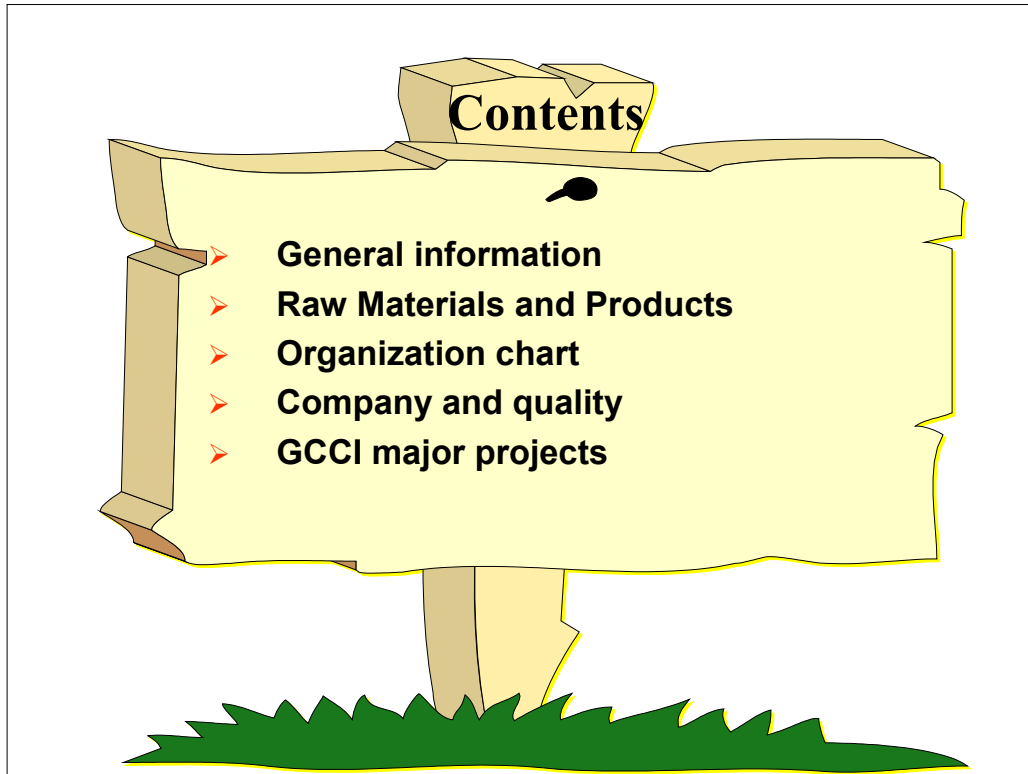 Contents
General information
Raw Materials and Products
Organization chart
Company and quality
GCCI major projects